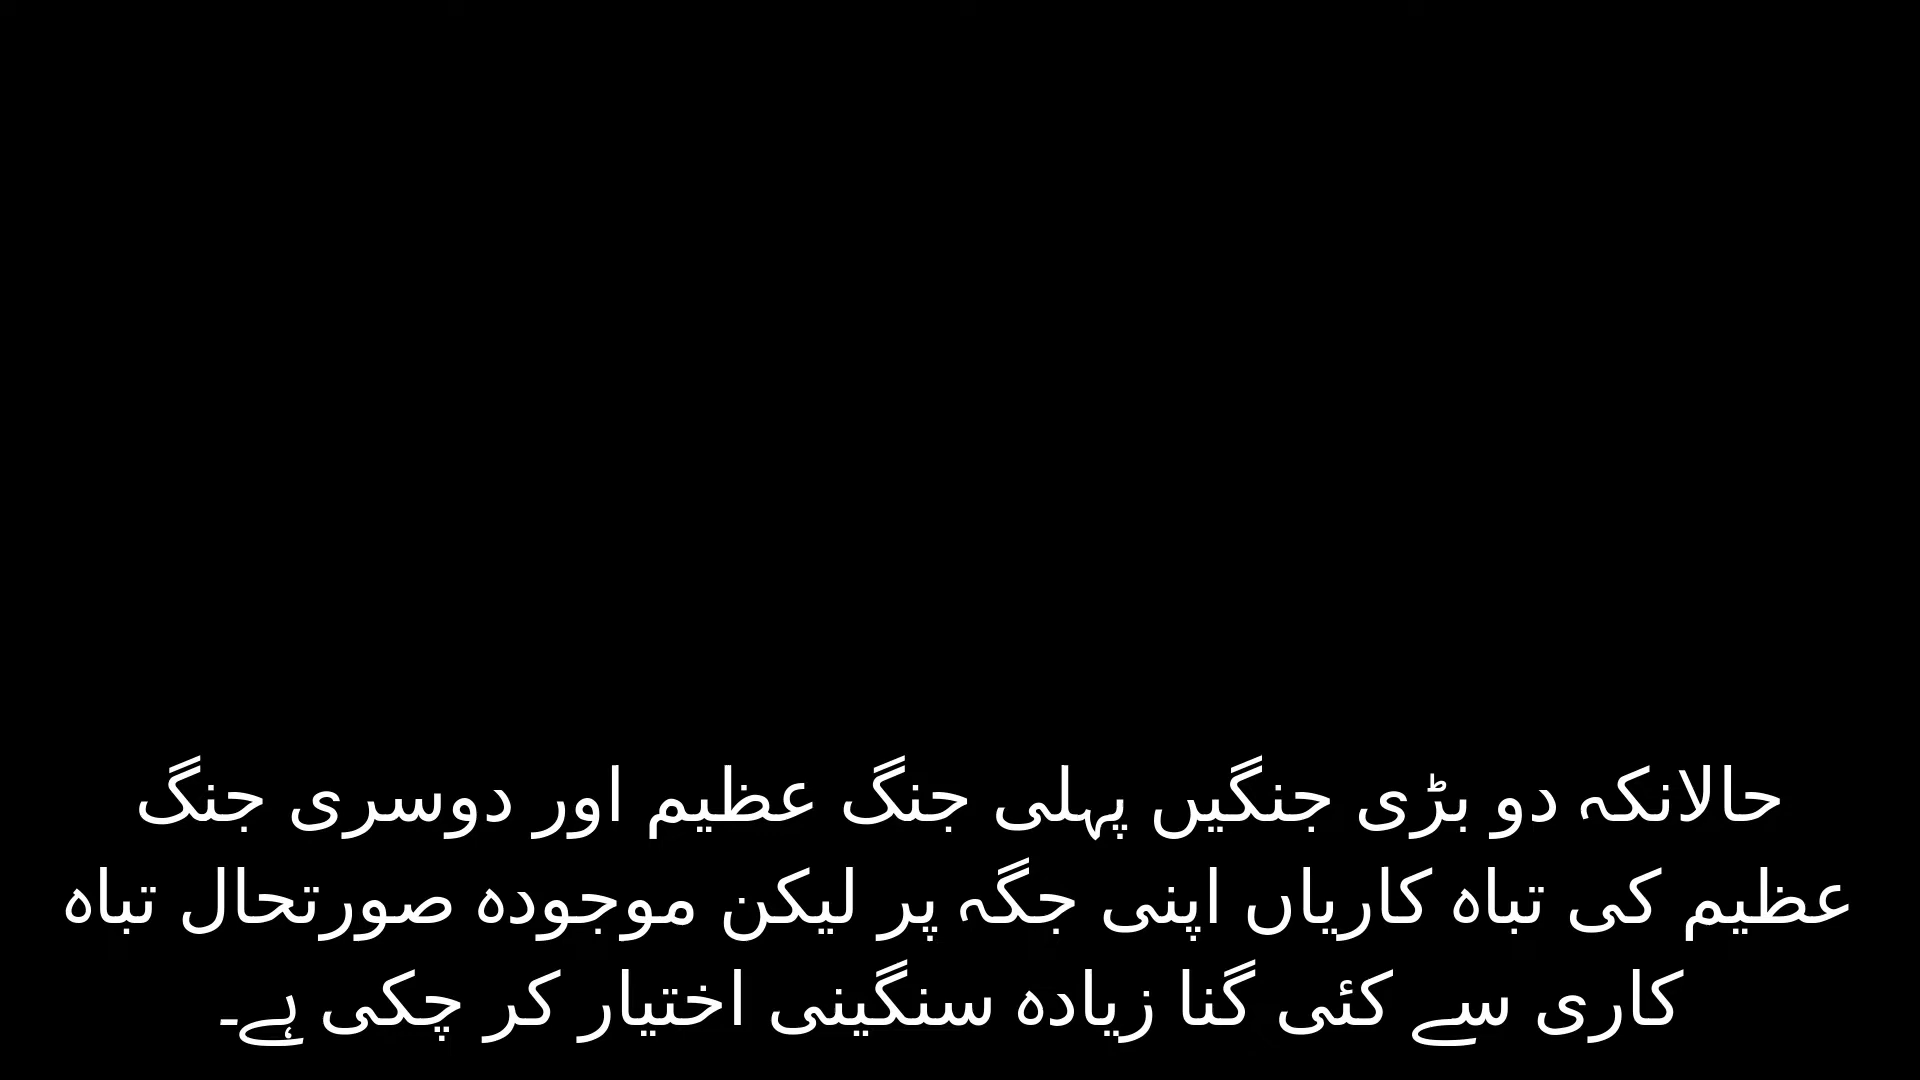 حالانکہ دو بڑی جنگیں پہلی جنگ عظیم اور دوسری جنگ
عظیم کی تباہ کاریاں اپنی جگہ پر لیکن موجودہ صورتحال تباہ
کاری سے کئی گنا زیادہ سنگینی اختیار کر چکی ہے۔